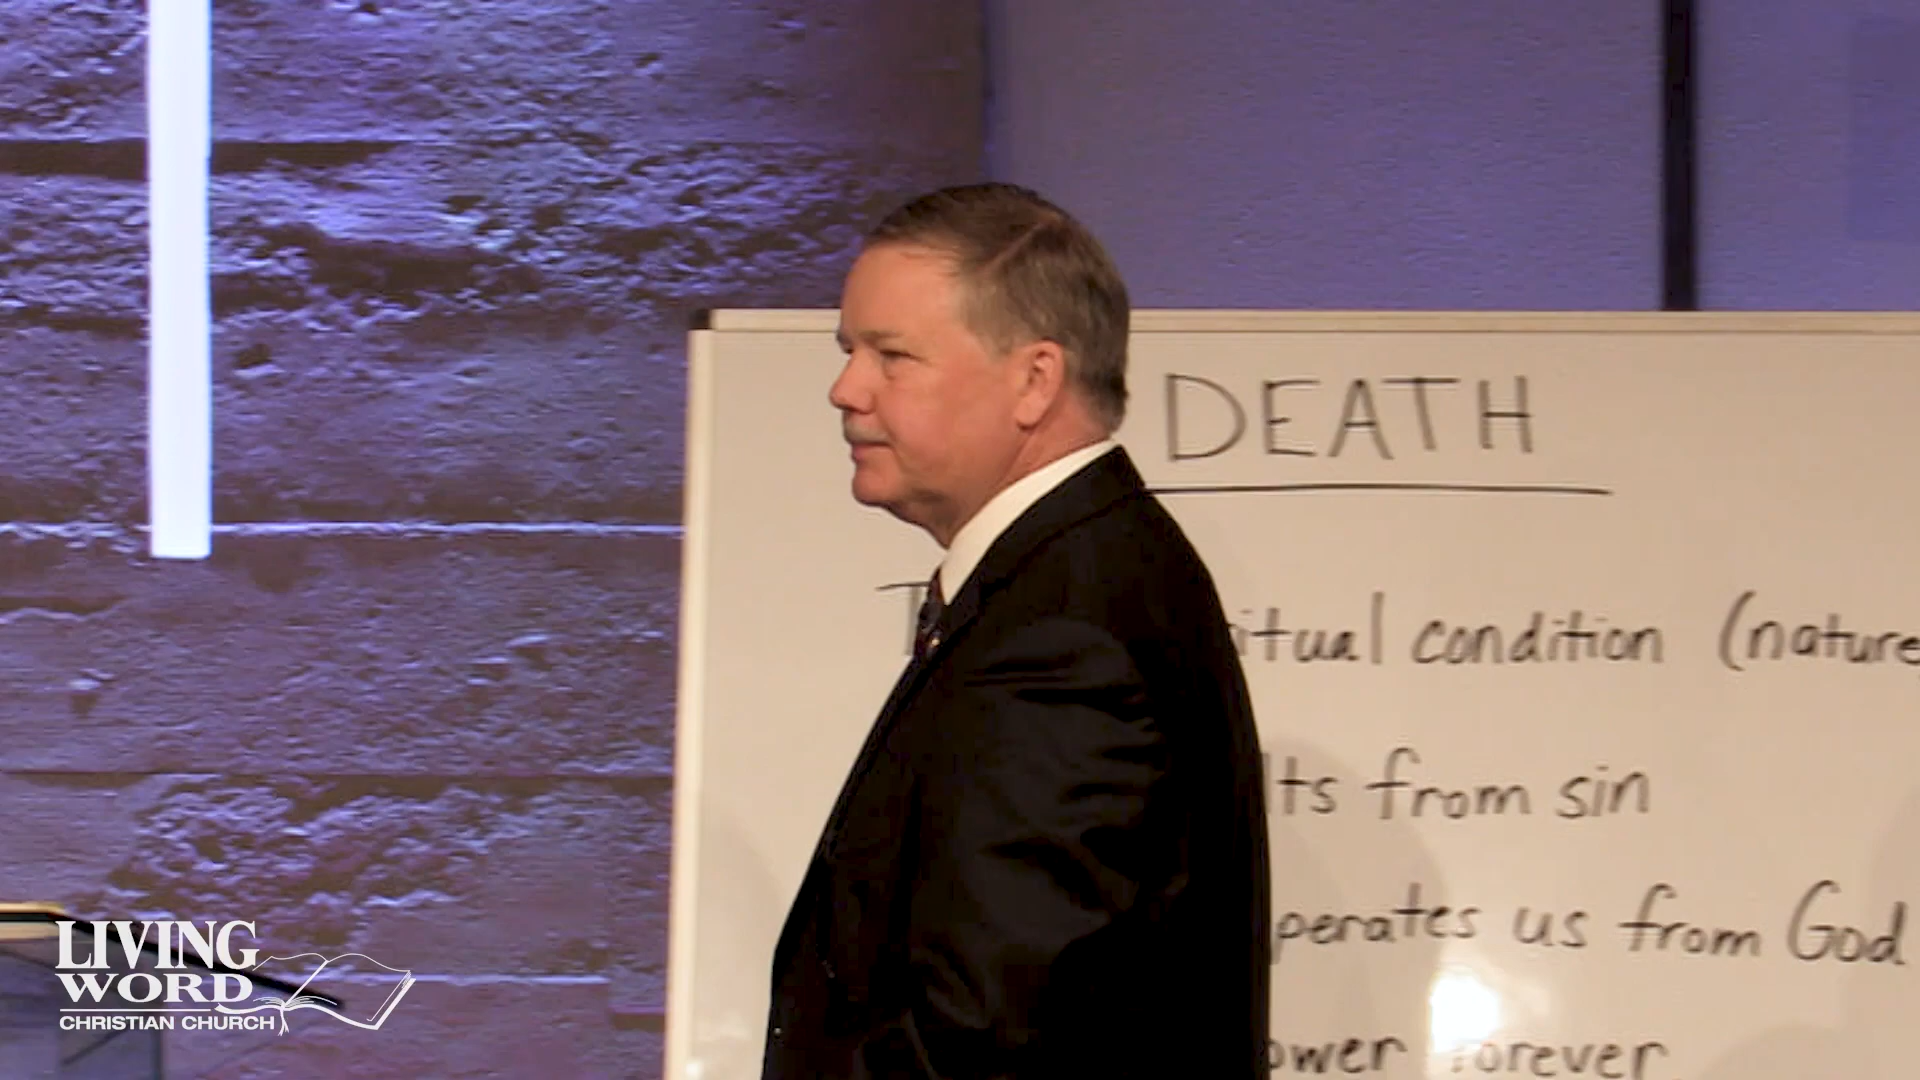 DEATH
itual condition (nature
lts from sin
perates us from God
ower forever
LIVING
WORD
CHRISTIAN CHURCH